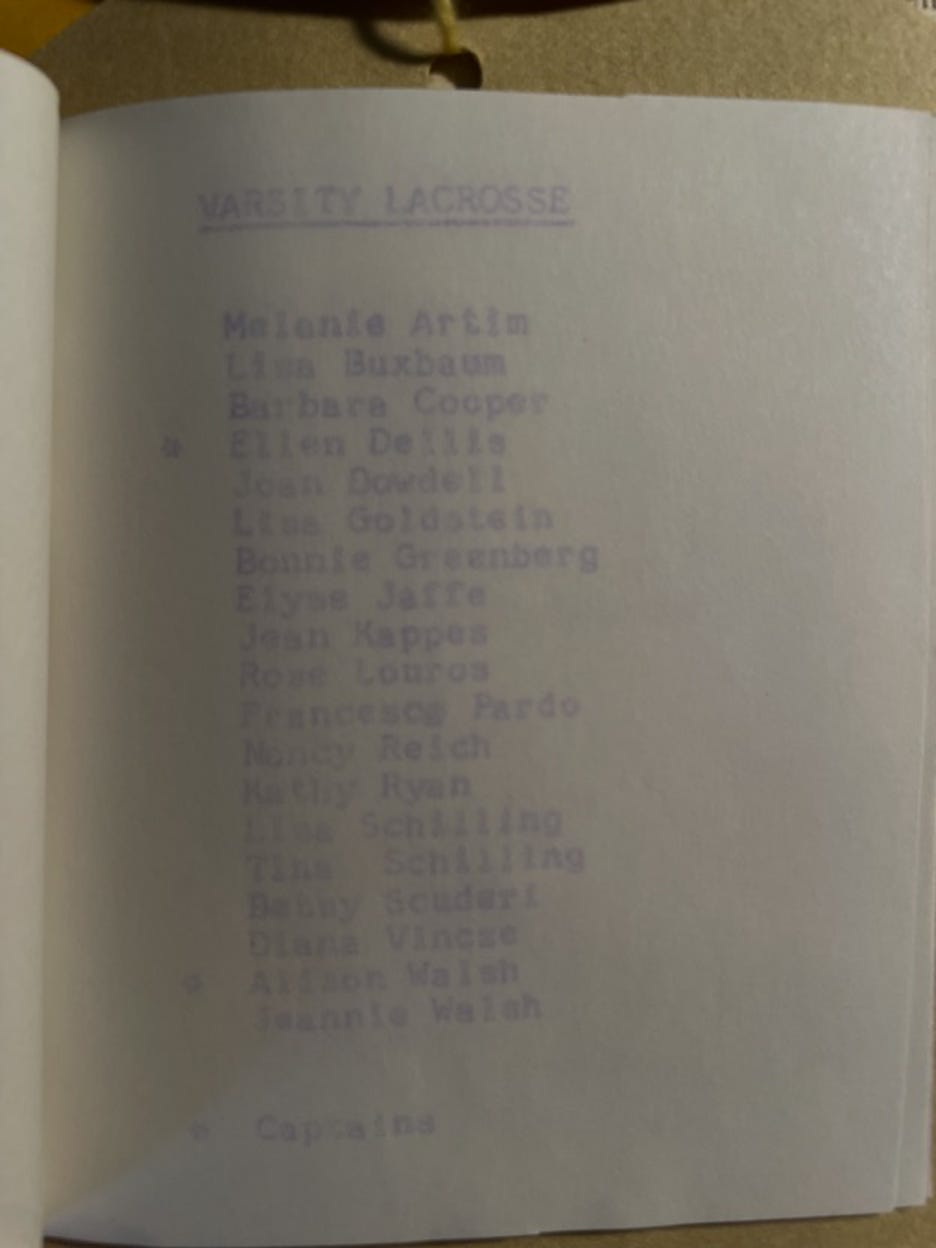 VARSITY LACROSSE
Melanie Artim
Lisa Buxbaum
Barbara Cooper
* Ellen Dellis
Joan Dowdell
Lisa Goldstein
Bonnie Greenberg
Elyse Jaffe
Jean Kappes
Rose Louros
Francesca Pardo
Nancy Reich
Kathy Ryan
Lisa Schilling
Tina Schilling
Betsy Scuderi
Diana Vincze
* Alison Walsh
Jeannie Walsh
* Captains